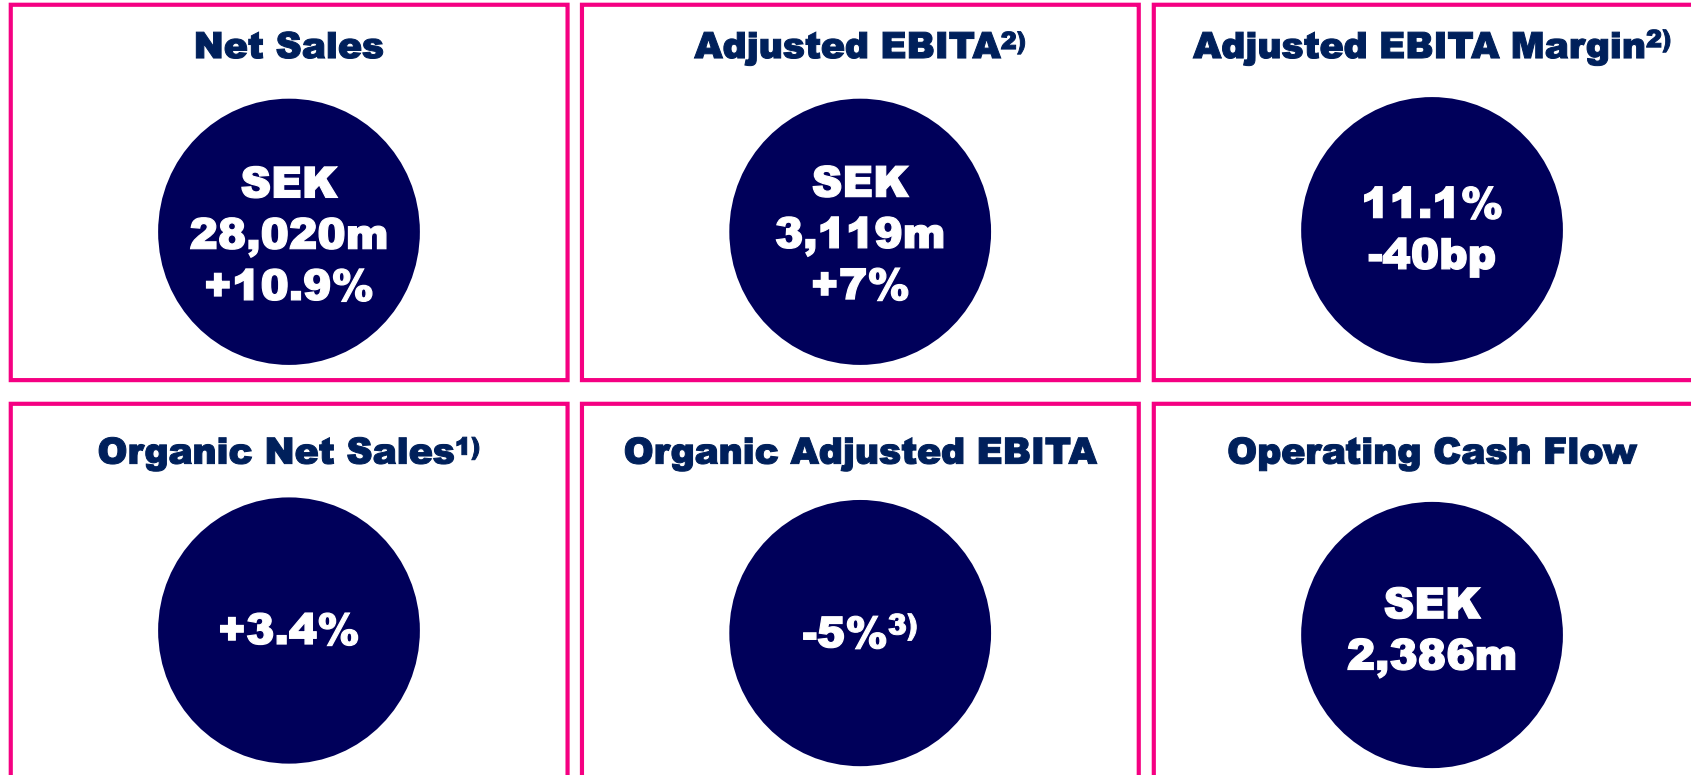 Net Sales
SEK
28,020m
+10.9%
Adjusted EBITA2)
SEK
3,119m
+7%
Adjusted EBITA Margin2)
11.1%
-40bp
Organic Net Sales1)
+3.4%
Organic Adjusted EBITA
-5%3)
Operating Cash Flow
SEK
2,386m